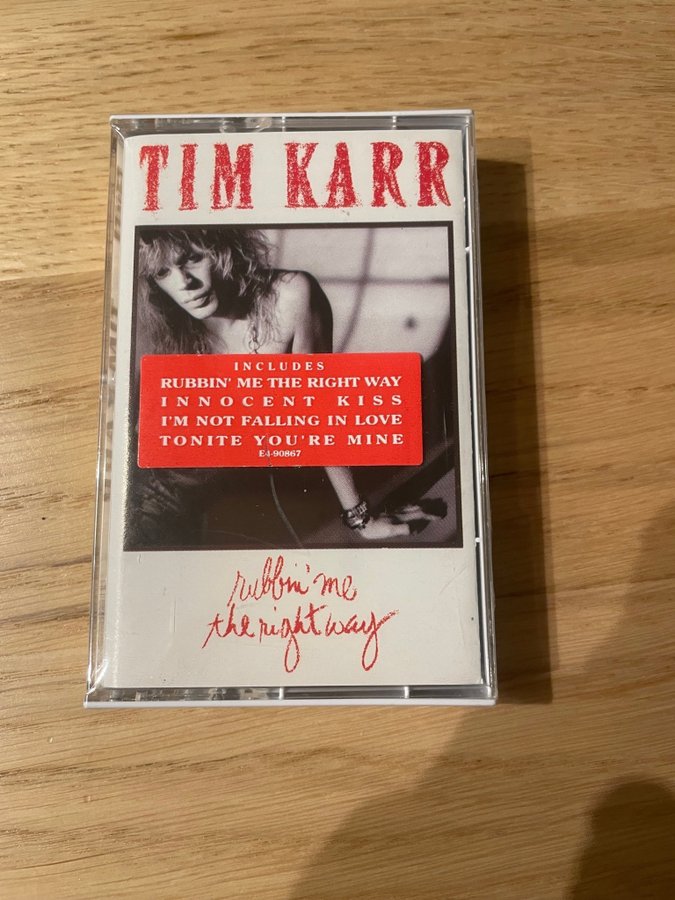 TIM KARR
INCLUDES
RUBBIN' ME THE RIGHT WAY
INNOCENT KISS
I'M NOT FALLING IN LOVE
TONITE YOU'RE MINE
E4-90867
rubbin' me
the right way